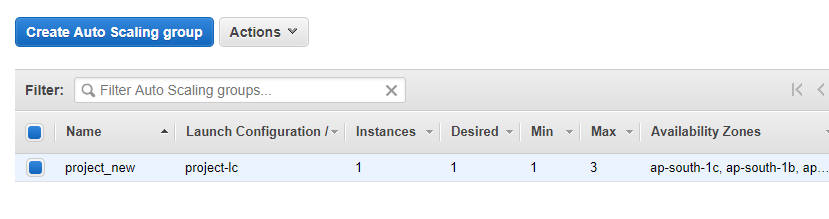 Create Auto Scaling group Actions
Filter: Filter Auto Scaling groups...
Name Launch Configuration / Instances Desired Min Max Availability Zones
project_new project-lc 1 1 1 3 ap-south-1c, ap-south-1b, ap...